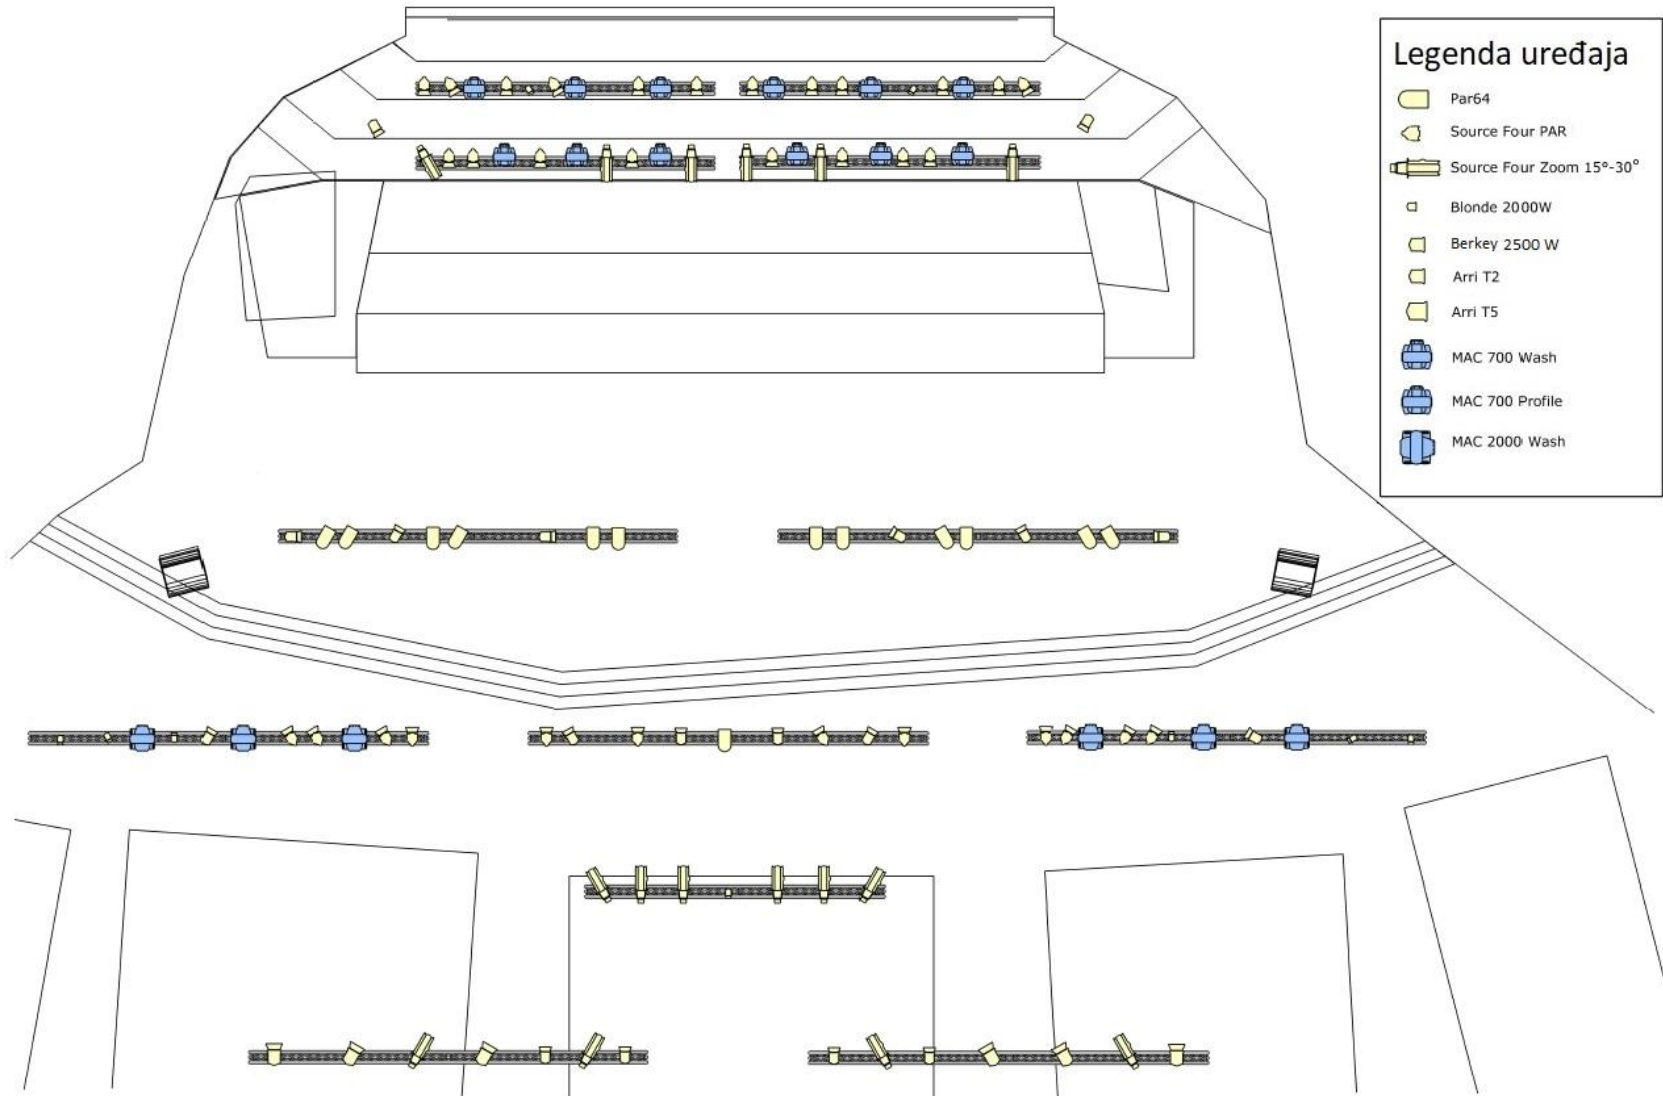 Legenda uređaja
Par64
Source Four PAR
Source Four Zoom 15°-30°
Blonde 2000W
Berkey 2500 W
Arri T2
Arri T5
MAC 700 Wash
MAC 700 Profile
MAC 2000 Wash